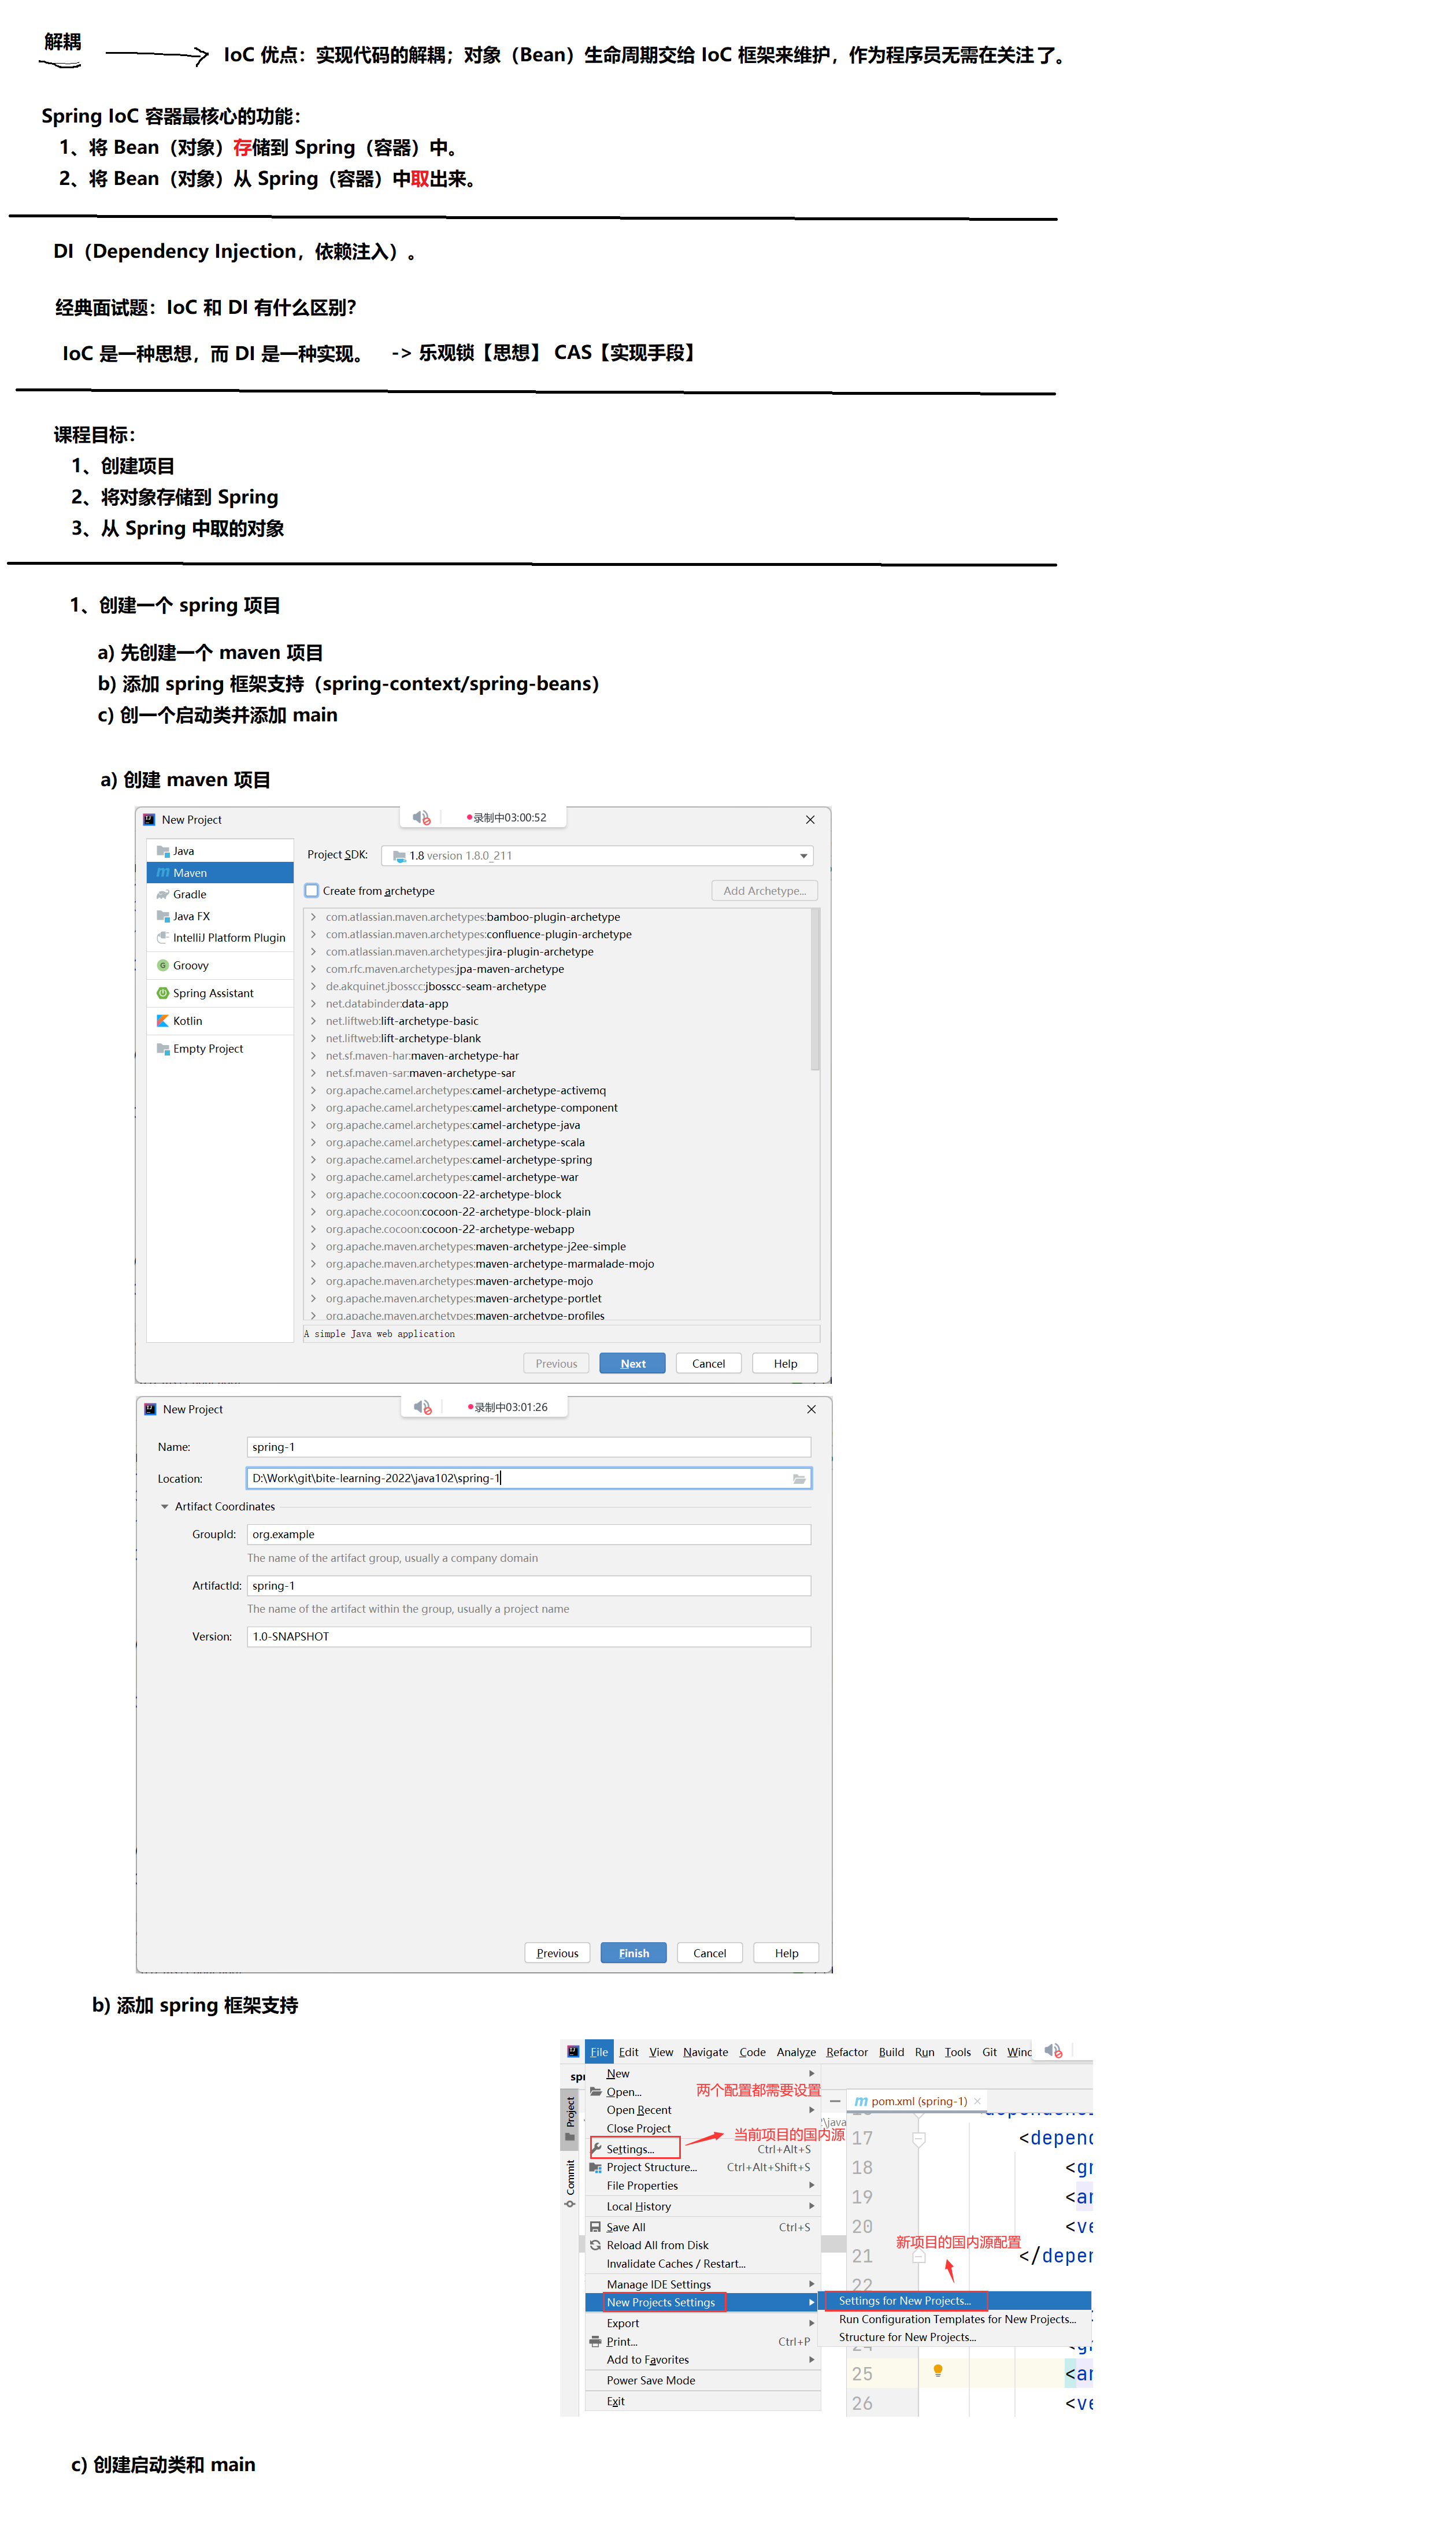 解耦
IoC 优点：实现代码的解耦；对象（Bean）生命周期交给 IoC 框架来维护，作为程序员无需在关注了。
Spring IoC 容器最核心的功能：
1、将 Bean（对象）存储到 Spring（容器）中。
2、将 Bean（对象）从 Spring（容器）中取出来。
DI（Dependency Injection，依赖注入）。
经典面试题：IoC 和 DI 有什么区别？
IoC 是一种思想，而 DI 是一种实现。 -> 乐观锁【思想】 CAS【实现手段】
课程目标：
1、创建项目
2、将对象存储到 Spring
3、从 Spring 中取的对象
1、创建一个 spring 项目
a) 先创建一个 maven 项目
b) 添加 spring 框架支持（spring-context/spring-beans）
c) 创一个启动类并添加 main
a) 创建 maven 项目
New Project
录制中03:00:52
Java
Maven
Gradle
Java FX
IntelliJ Platform Plugin
Groovy
Spring Assistant
Kotlin
Empty Project
Project SDK: 1.8 version 1.8.0_211
Create from archetype
Add Archetype...
com.atlassian.maven.archetypes:bamboo-plugin-archetype
com.atlassian.maven.archetypes:confluence-plugin-archetype
com.atlassian.maven.archetypes:jira-plugin-archetype
com.rfc.maven.archetypes:jpa-maven-archetype
de.akquinet.jbosscc:jbosscc-seam-archetype
net.databinder:data-app
net.liftweb:lift-archetype-basic
net.liftweb:lift-archetype-blank
net.sf.maven-har:maven-archetype-har
net.sf.maven-sar:maven-archetype-sar
org.apache.camel.archetypes:camel-archetype-activemq
org.apache.camel.archetypes:camel-archetype-component
org.apache.camel.archetypes:camel-archetype-java
org.apache.camel.archetypes:camel-archetype-scala
org.apache.camel.archetypes:camel-archetype-spring
org.apache.camel.archetypes:camel-archetype-war
org.apache.cocoon:cocoon-22-archetype-block
org.apache.cocoon:cocoon-22-archetype-block-plain
org.apache.cocoon:cocoon-22-archetype-webapp
org.apache.maven.archetypes:maven-archetype-j2ee-simple
org.apache.maven.archetypes:maven-archetype-marmalade-mojo
org.apache.maven.archetypes:maven-archetype-mojo
org.apache.maven.archetypes:maven-archetype-portlet
org.apache.maven.archetypes:maven-archetype-profiles
A simple Java web application
Previous Next Cancel Help
New Project
录制中03:01:26
Name: spring-1
Location: D:\Work\git\bite-learning-2022\java102\spring-1
Artifact Coordinates
GroupId: org.example
The name of the artifact group, usually a company domain
ArtifactId: spring-1
The name of the artifact within the group, usually a project name
Version: 1.0-SNAPSHOT
Previous Finish Cancel Help
b) 添加 spring 框架支持
File Edit View Navigate Code Analyze Refactor Build Run Tools Git Wind
spr
Project
Commit
New
Open...
Open Recent
Close Project
Settings... Ctrl+Alt+S
Project Structure... Ctrl+Alt+Shift+S
File Properties
Local History
Save All Ctrl+S
Reload All from Disk
Invalidate Caches / Restart...
Manage IDE Settings
New Projects Settings
Export
Print... Ctrl+P
Add to Favorites
Power Save Mode
Exit
两个配置都需要设置
当前项目的国内源
\java
pom.xml (spring-1)
17 <depend
18 <gr
19 <ar
20 <ve
21 </depen
22
新项目的国内源配置
Settings for New Projects...
Run Configuration Templates for New Projects...
Structure for New Projects...
25 <ar
26 <ve
c) 创建启动类和 main